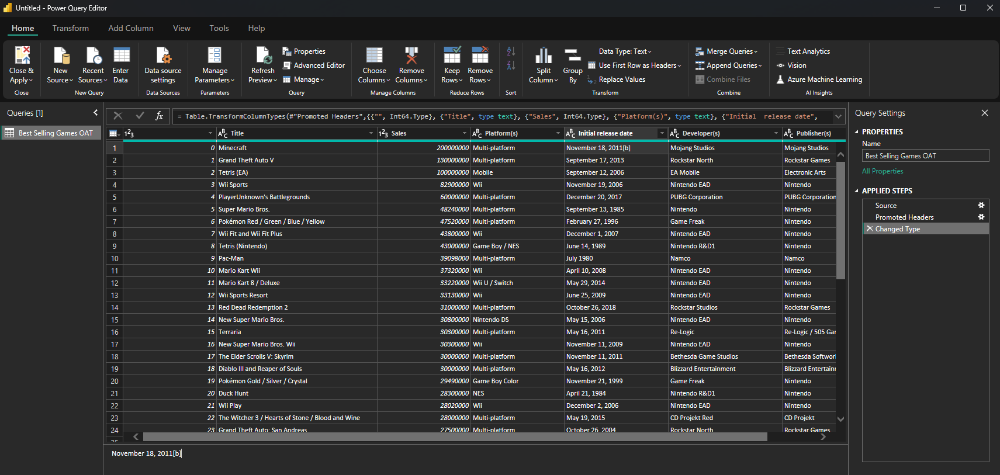 Untitled - Power Query Editor
Home Transform Add Column View Tools Help
Close & Apply
Close
New Source
Recent Sources
Enter Data
New Query
Data source settings
Data Sources
Manage Parameters
Parameters
Refresh Preview
Properties
Advanced Editor
Manage
Query
Choose Columns
Remove Columns
Manage Columns
Keep Rows
Remove Rows
Reduce Rows
Sort
Split Column
Group By
Data Type: Text
Use First Row as Headers
Replace Values
Transform
Merge Queries
Append Queries
Combine Files
Combine
Text Analytics
Vision
Azure Machine Learning
AI Insights
Queries [1]
Best Selling Games OAT
fx = Table.TransformColumnTypes(#"Promoted Headers",{{"", Int64.Type}, {"Title", type text}, {"Sales", Int64.Type}, {"Platform(s)", type text}, {"Initial  release date",
123 ABC Title 123 Sales ABC Platform(s) ABC Initial release date ABC Developer(s) ABC Publisher(s)
1 0 Minecraft 200000000 Multi-platform November 18, 2011[b] Mojang Studios Mojang Studios
2 1 Grand Theft Auto V 130000000 Multi-platform September 17, 2013 Rockstar North Rockstar Games
3 2 Tetris (EA) 100000000 Mobile September 12, 2006 EA Mobile Electronic Arts
4 3 Wii Sports 82900000 Wii November 19, 2006 Nintendo EAD Nintendo
5 4 PlayerUnknown's Battlegrounds 60000000 Multi-platform December 20, 2017 PUBG Corporation PUBG Corporation
6 5 Super Mario Bros. 48240000 Multi-platform September 13, 1985 Nintendo Nintendo
7 6 Pokémon Red / Green / Blue / Yellow 47520000 Multi-platform February 27, 1996 Game Freak Nintendo
8 7 Wii Fit and Wii Fit Plus 43800000 Wii December 1, 2007 Nintendo EAD Nintendo
9 8 Tetris (Nintendo) 43000000 Game Boy / NES June 14, 1989 Nintendo R&D1 Nintendo
10 9 Pac-Man 39098000 Multi-platform July 1980 Namco Namco
11 10 Mario Kart Wii 37320000 Wii April 10, 2008 Nintendo EAD Nintendo
12 11 Mario Kart 8 / Deluxe 33220000 Wii U / Switch May 29, 2014 Nintendo EAD Nintendo
13 12 Wii Sports Resort 33130000 Wii June 25, 2009 Nintendo EAD Nintendo
14 13 Red Dead Redemption 2 31000000 Multi-platform October 26, 2018 Rockstar Studios Rockstar Games
15 14 New Super Mario Bros. 30800000 Nintendo DS May 15, 2006 Nintendo EAD Nintendo
16 15 Terraria 30300000 Multi-platform May 16, 2011 Re-Logic Re-Logic / 505 Gar
17 16 New Super Mario Bros. Wii 30300000 Wii November 11, 2009 Nintendo EAD Nintendo
18 17 The Elder Scrolls V: Skyrim 30000000 Multi-platform November 11, 2011 Bethesda Game Studios Bethesda Softwor
19 18 Diablo III and Reaper of Souls 30000000 Multi-platform May 16, 2012 Blizzard Entertainment Blizzard Entertainn
20 19 Pokémon Gold / Silver / Crystal 29490000 Game Boy Color November 21, 1999 Game Freak Nintendo
21 20 Duck Hunt 28300000 NES April 21, 1984 Nintendo R&D1 Nintendo
22 21 Wii Play 28020000 Wii December 2, 2006 Nintendo EAD Nintendo
23 22 The Witcher 3 / Hearts of Stone / Blood and Wine 28000000 Multi-platform May 19, 2015 CD Projekt Red CD Projekt
24 23 Grand Theft Auto: San Andreas 27500000 Multi-platform October 26, 2004 Rockstar North Rockstar Games
25
November 18, 2011[b]
Query Settings
PROPERTIES
Name
Best Selling Games OAT
All Properties
APPLIED STEPS
Source
Promoted Headers
Changed Type